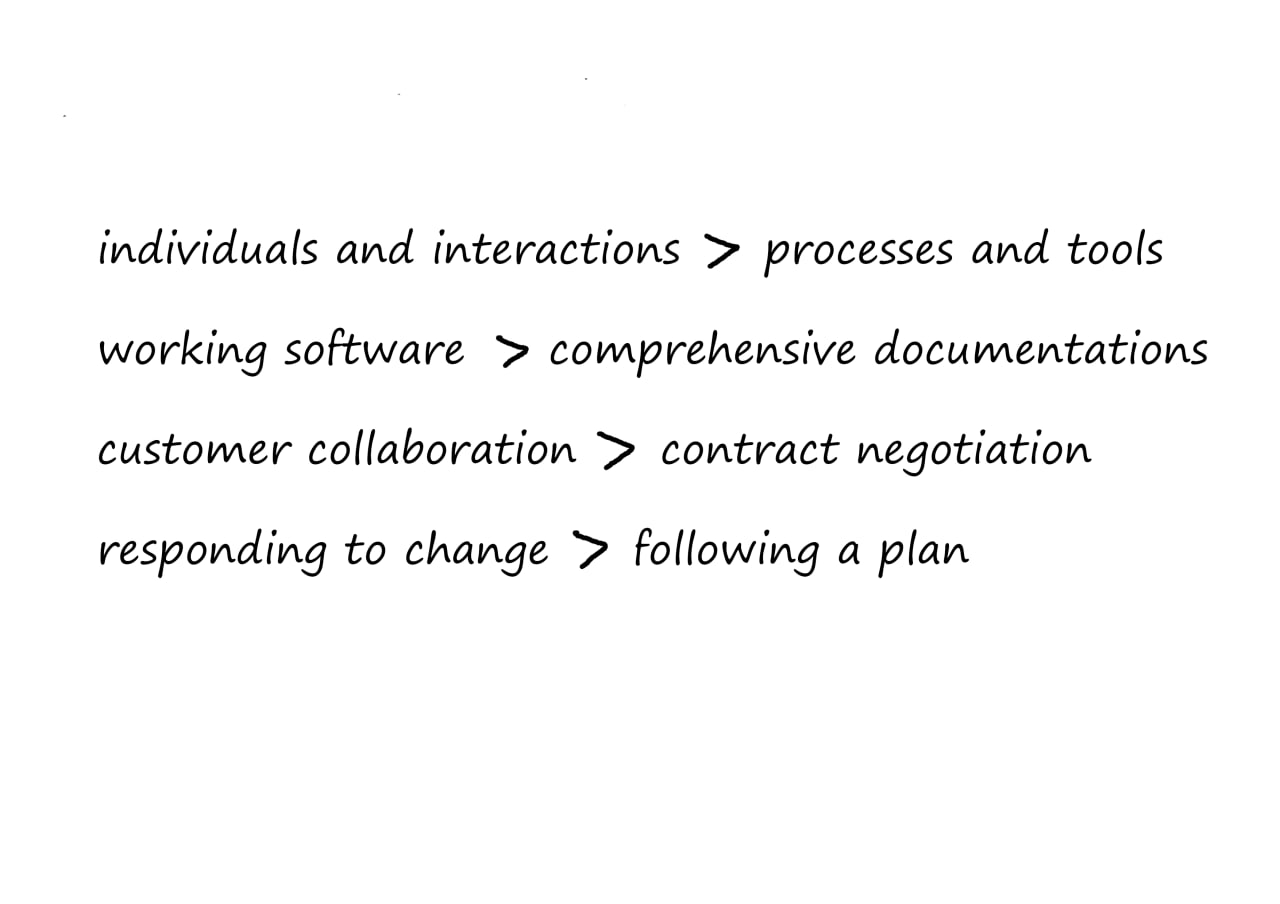 individuals and interactions > processes and tools
working software > comprehensive documentations
customer collaboration > contract negotiation
responding to change > following a plan